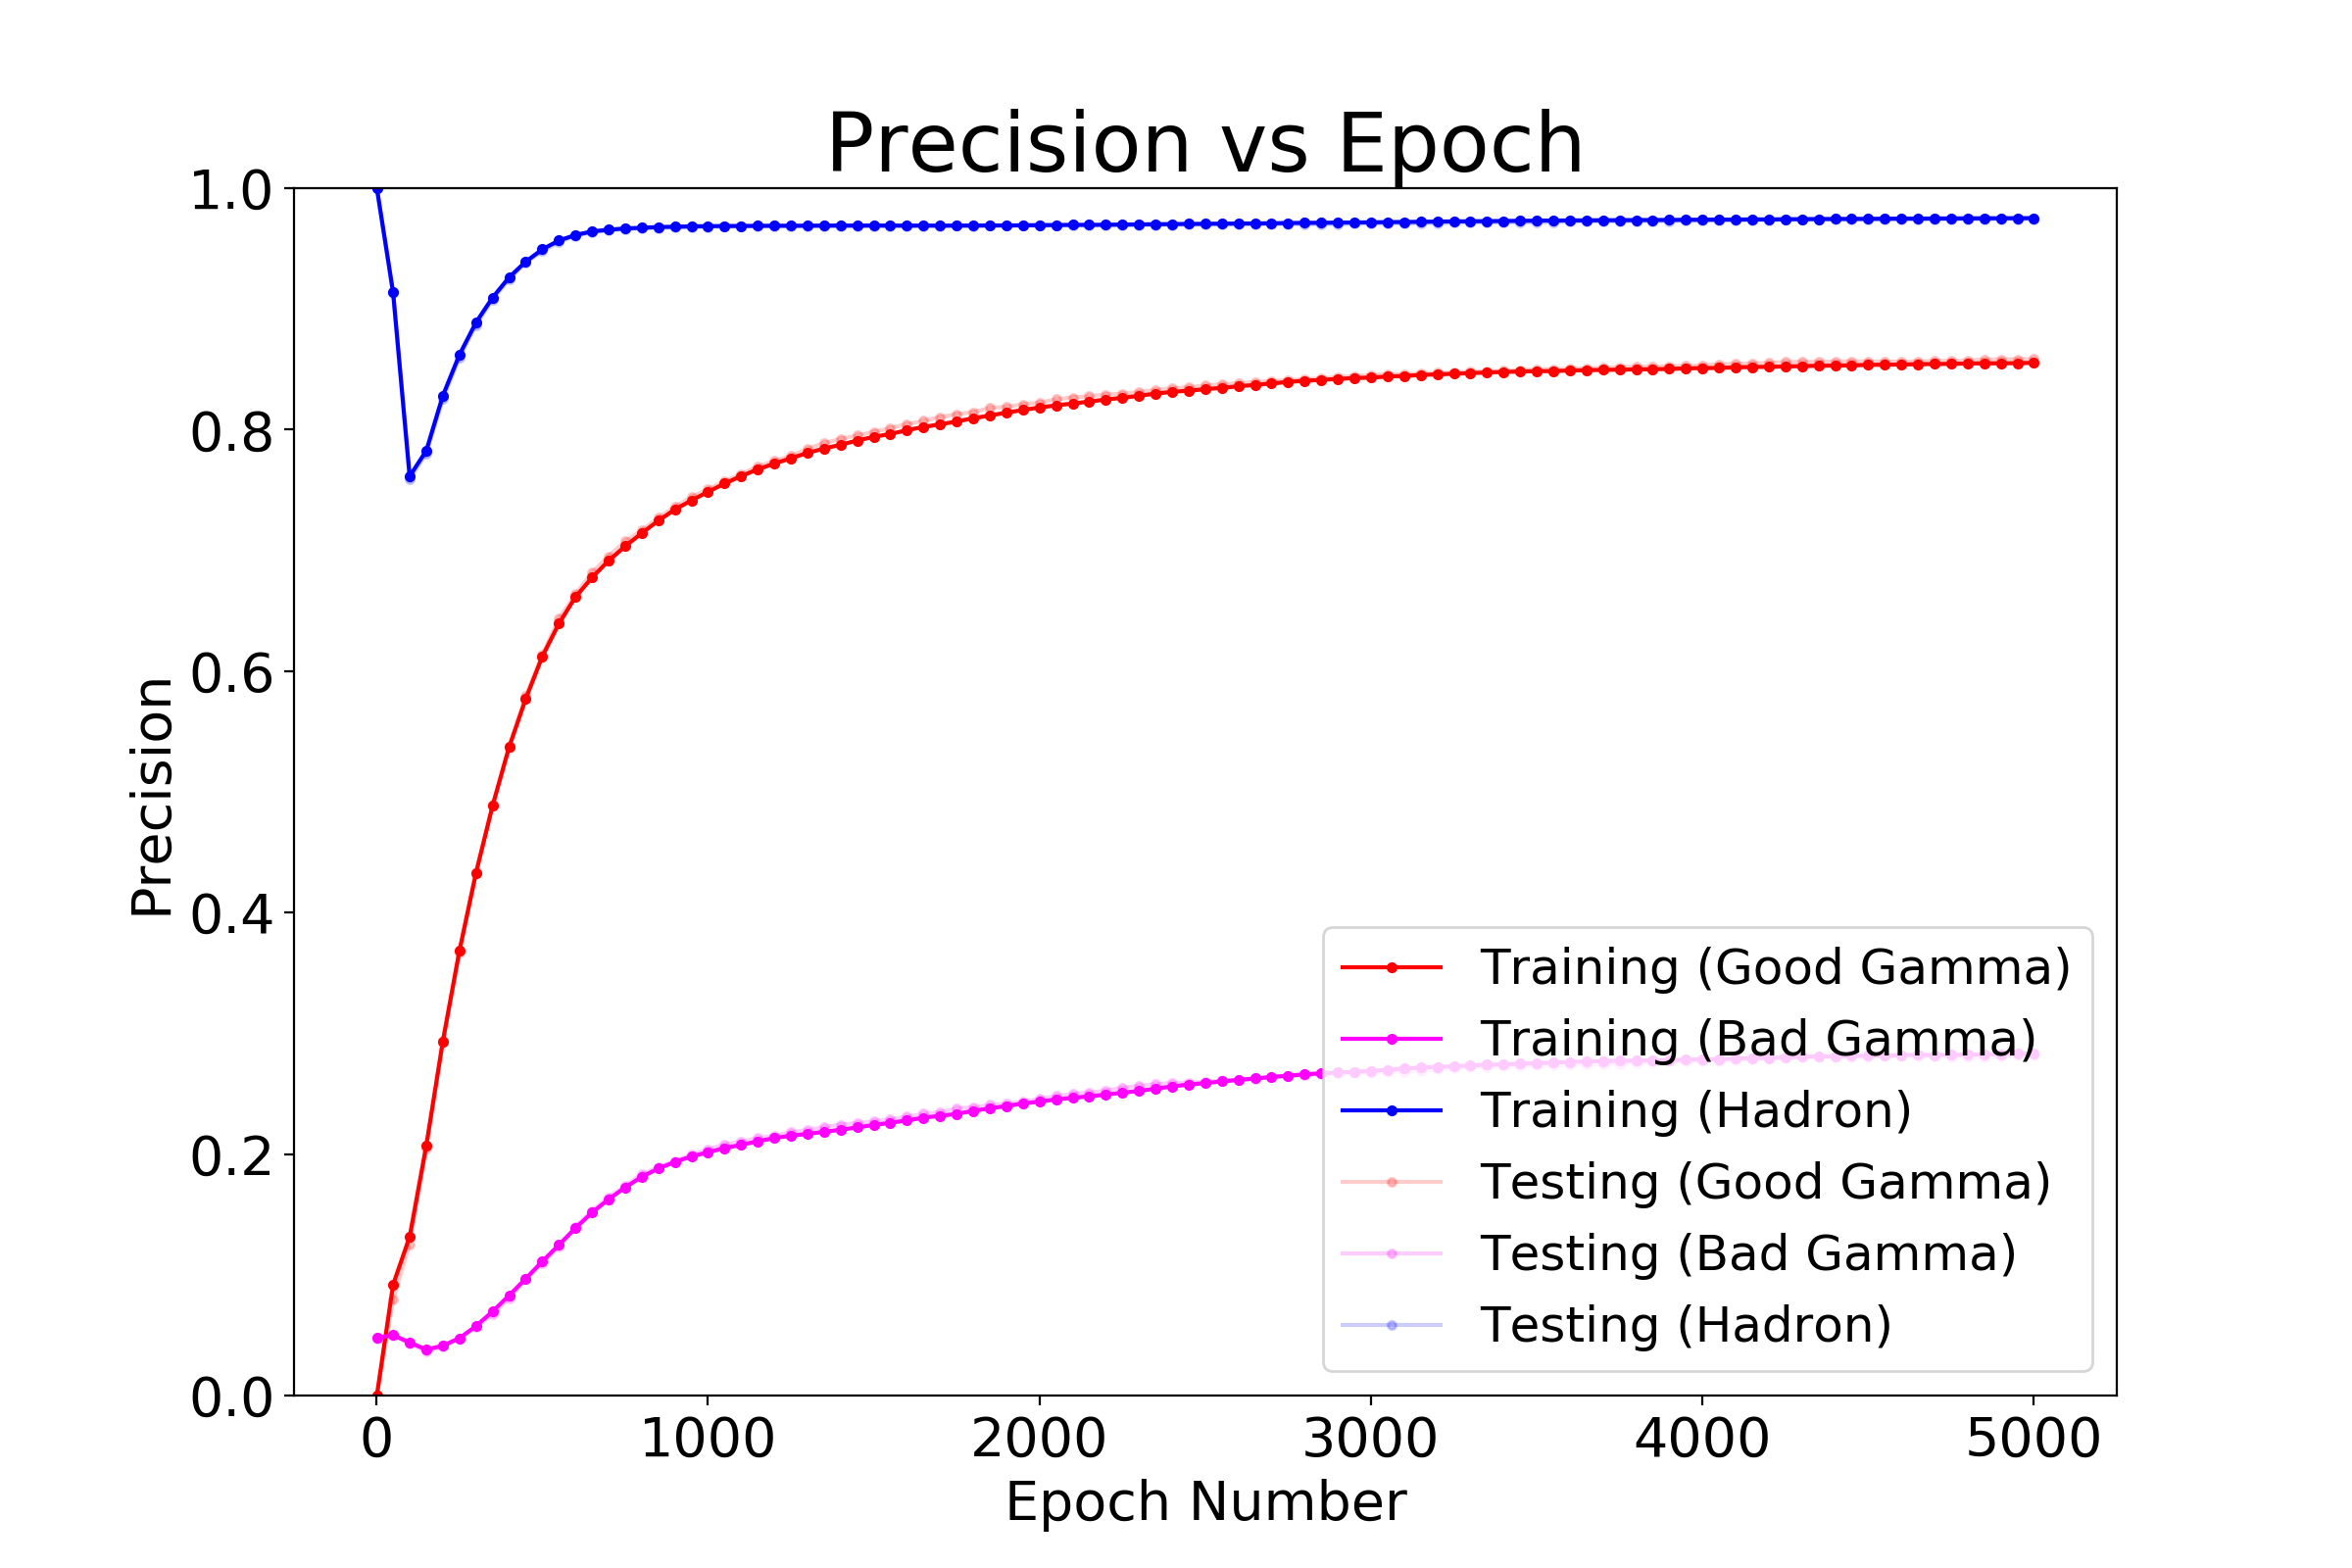 Precision vs Epoch
1.0
0.8
0.6
0.4
0.2
0.0
Precision
Training (Good Gamma)
Training (Bad Gamma)
Training (Hadron)
Testing (Good Gamma)
Testing (Bad Gamma)
Testing (Hadron)
0 1000 2000 3000 4000 5000
Epoch Number